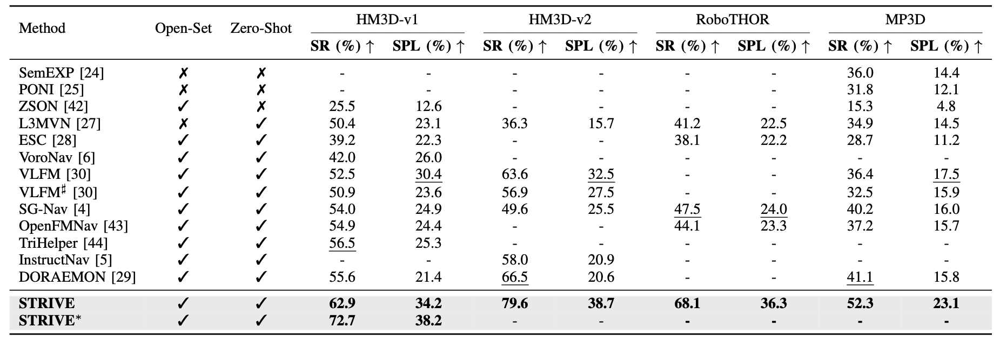 Method Open-Set Zero-Shot HM3D-v1 HM3D-v2 RoboTHOR MP3D
SR (%) ↑ SPL (%) ↑ SR (%) ↑ SPL (%) ↑ SR (%) ↑ SPL (%) ↑ SR (%) ↑ SPL (%) ↑
SemEXP [24] ✗ ✗ - - - - - - 36.0 14.4
PONI [25] ✗ ✗ - - - - - - 31.8 12.1
ZSON [42] ✓ ✗ 25.5 12.6 - - - - 15.3 4.8
L3MVN [27] ✗ ✓ 50.4 23.1 36.3 15.7 41.2 22.5 34.9 14.5
ESC [28] ✓ ✓ 39.2 22.3 - - 38.1 22.2 28.7 11.2
VoroNav [6] ✓ ✓ 42.0 26.0 - - - - - -
VLFM [30] ✓ ✓ 52.5 30.4 63.6 32.5 - - 36.4 17.5
VLFM♯ [30] ✓ ✓ 50.9 23.6 56.9 27.5 - - 32.5 15.9
SG-Nav [4] ✓ ✓ 54.0 24.9 49.6 25.5 47.5 24.0 40.2 16.0
OpenFMNav [43] ✓ ✓ 54.9 24.4 - - 44.1 23.3 37.2 15.7
TriHelper [44] ✓ ✓ 56.5 25.3 - - - - - -
InstructNav [5] ✓ ✓ - - 58.0 20.9 - - - -
DORAEMON [29] ✓ ✓ 55.6 21.4 66.5 20.6 - - 41.1 15.8
STRIVE ✓ ✓ 62.9 34.2 79.6 38.7 68.1 36.3 52.3 23.1
STRIVE* ✓ ✓ 72.7 38.2 - - - - - -